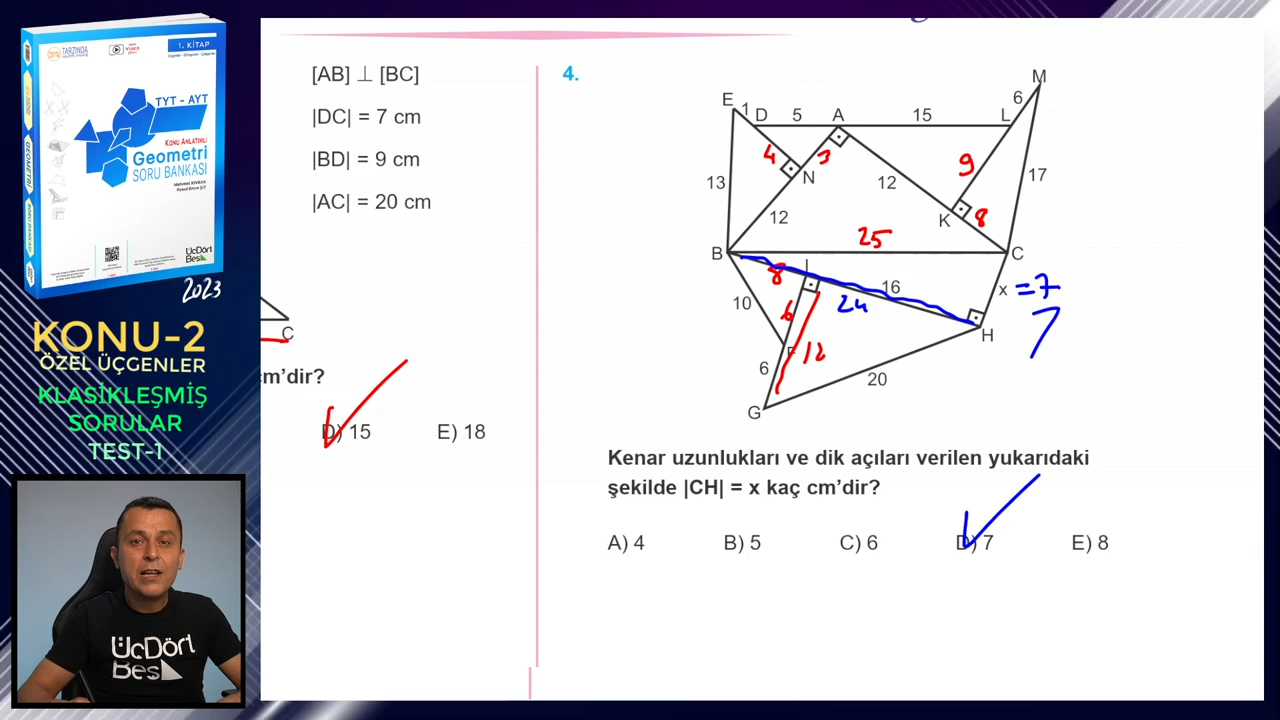 TARZINDA
1. KİTAP
TYT - AYT
KONU ANLATIMLI
Geometri
SORU BANKASI
GEOMETRİ
ÜçDört
Beş
2023
KONU-2
ÖZEL ÜÇGENLER
KLASİKLEŞMİŞ
SORULAR
TEST-1
ÜçDört
Beş
[AB] ⊥ [BC]
|DC| = 7 cm
|BD| = 9 cm
|AC| = 20 cm
C
cm’dir?
D) 15 E) 18
4.
M
E 1 D 5 A 15 L 6
4 3 9
N
13 12 17
K 8
12
25
B C
8 L 16 x = 7
10 6 24
H
F 12
6 20
G
Kenar uzunlukları ve dik açıları verilen yukarıdaki
şekilde |CH| = x kaç cm’dir?
A) 4 B) 5 C) 6 D) 7 E) 8